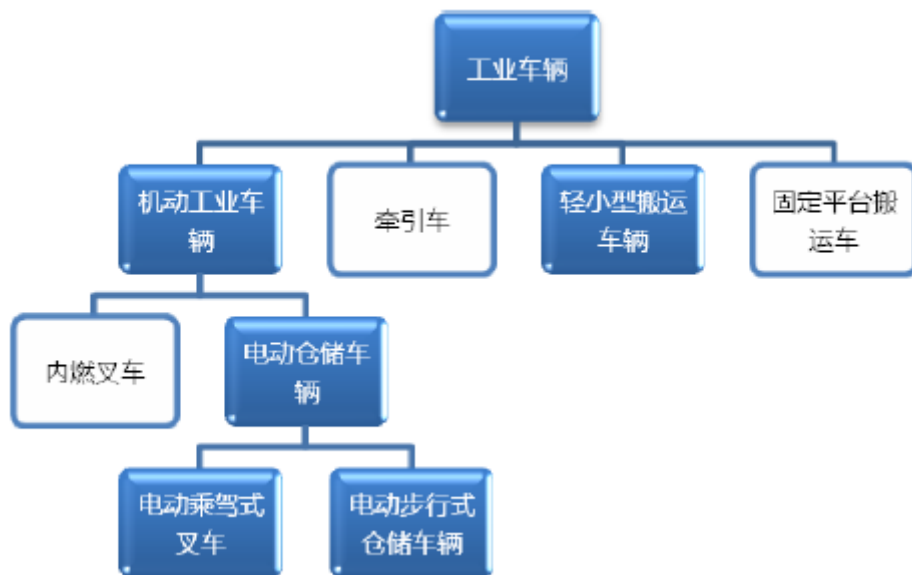 工业车辆
机动工业车
辆
牵引车
轻小型搬运
车辆
固定平台搬
运车
内燃叉车
电动仓储车
辆
电动乘驾式
叉车
电动步行式
仓储车辆